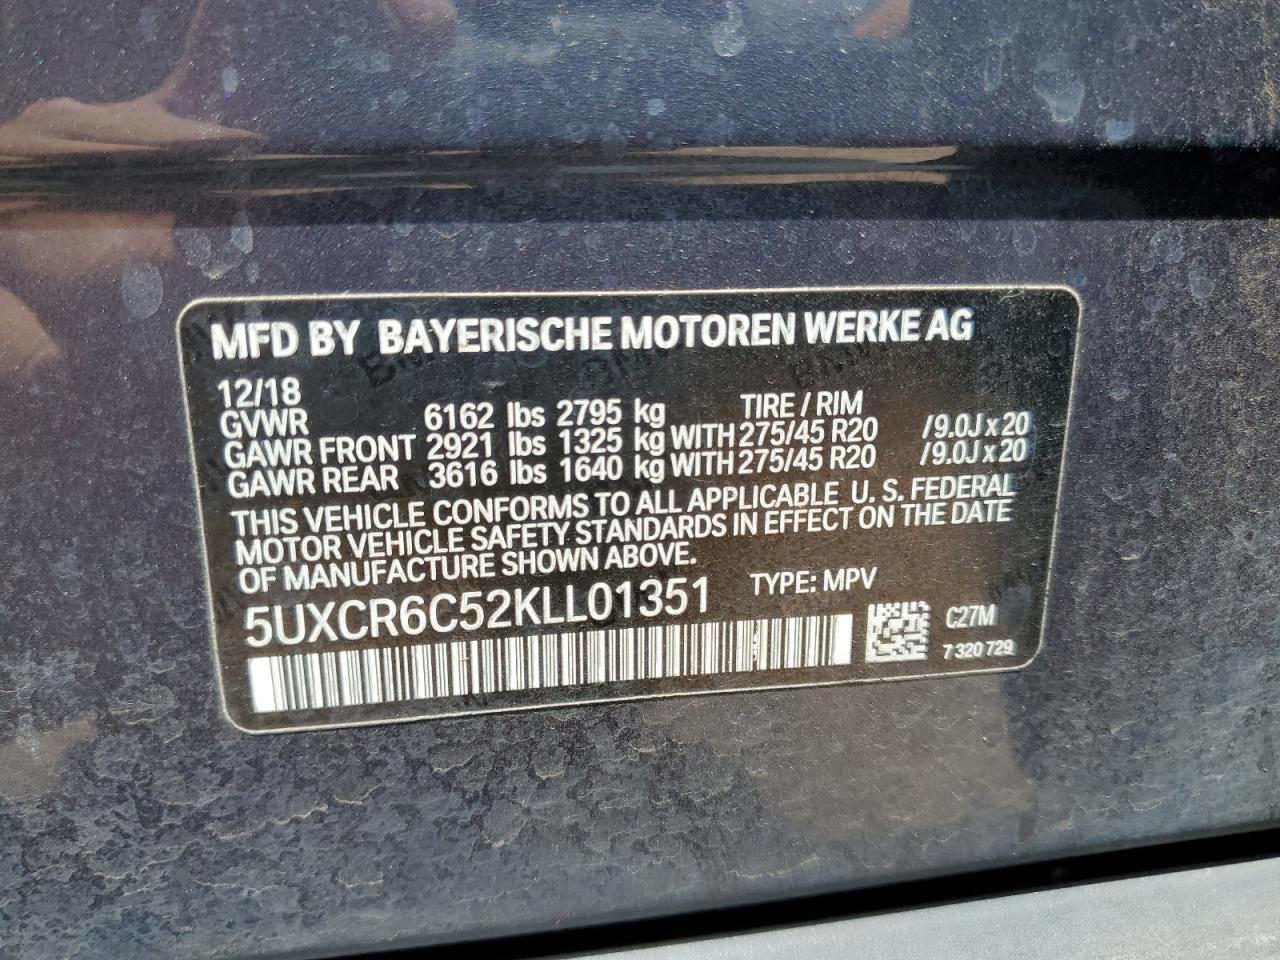 MFD BY BAYERISCHE MOTOREN WERKE AG
12/18
GVWR 6162 lbs 2795 kg TIRE / RIM
GAWR FRONT 2921 lbs 1325 kg WITH 275/45 R20 /9.0J x 20
GAWR REAR 3616 lbs 1640 kg WITH 275/45 R20 /9.0J x 20
THIS VEHICLE CONFORMS TO ALL APPLICABLE U. S. FEDERAL
MOTOR VEHICLE SAFETY STANDARDS IN EFFECT ON THE DATE
OF MANUFACTURE SHOWN ABOVE.
5UXCR6C52KLL01351 TYPE: MPV
C27M
7 320 729